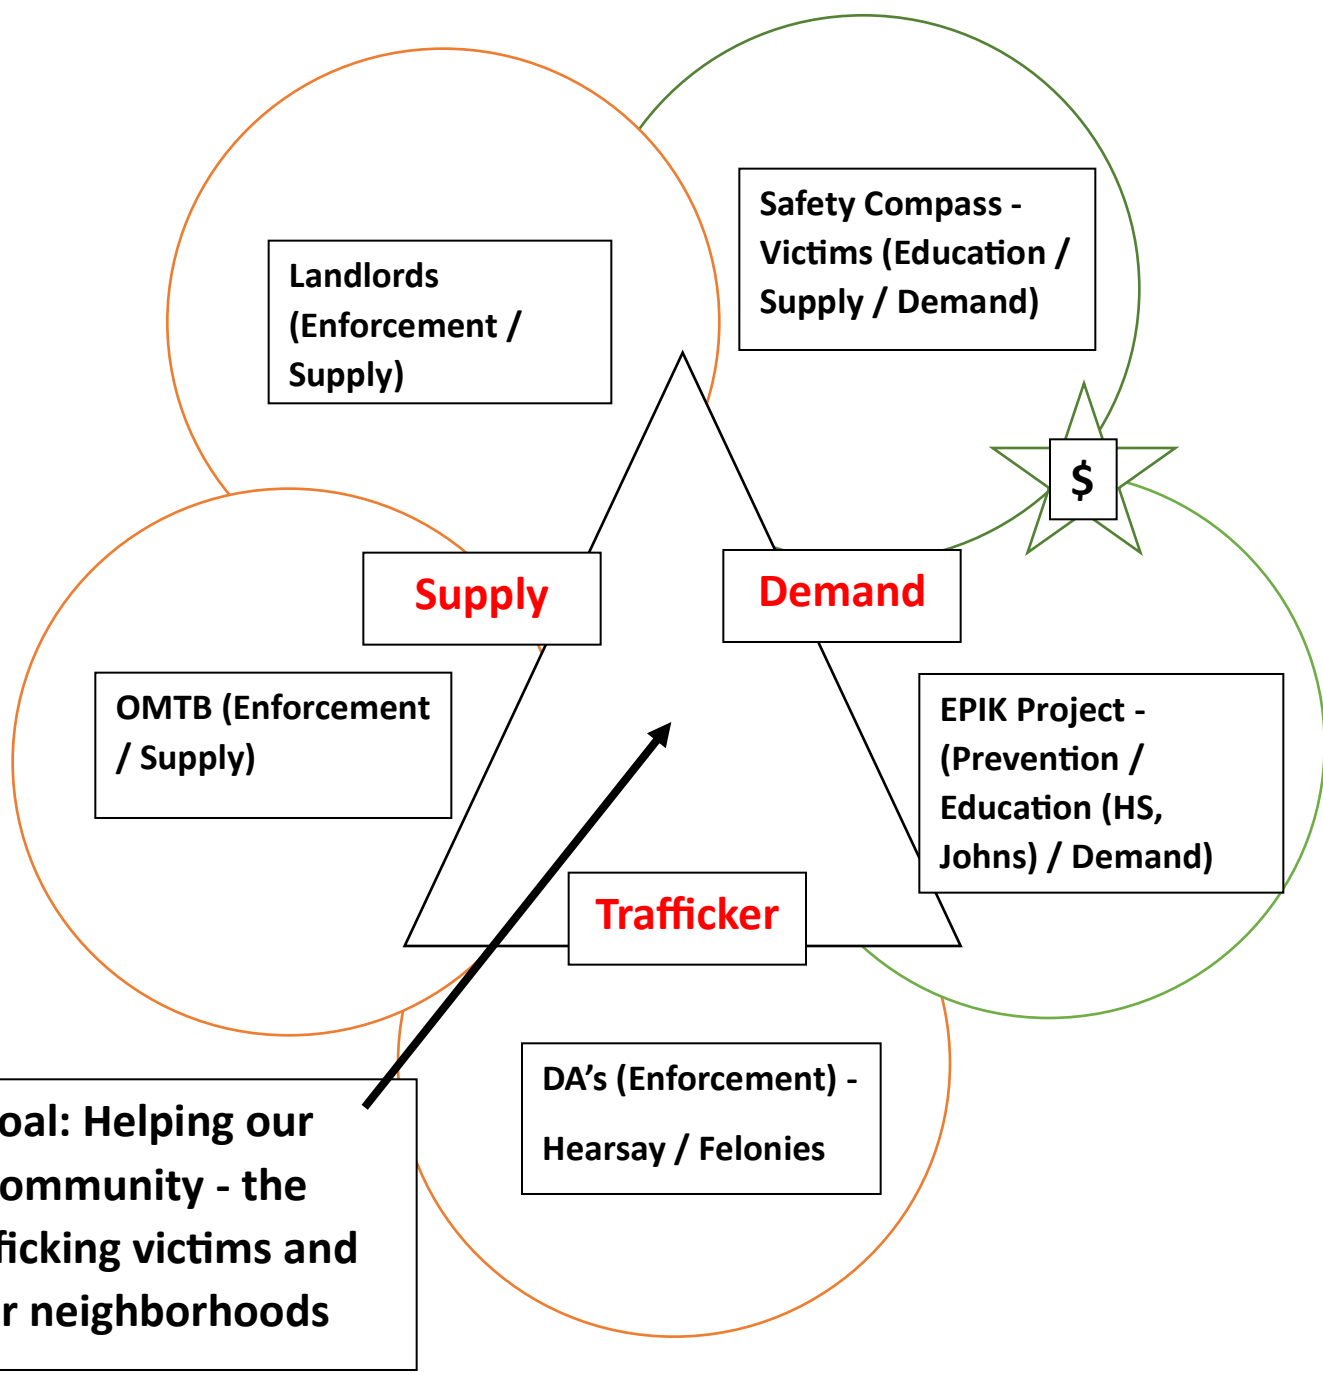 Safety Compass -
Victims (Education /
Supply / Demand)
Landlords
(Enforcement /
Supply)
$
Supply
Demand
OMTB (Enforcement
/ Supply)
EPIK Project -
(Prevention /
Education (HS,
Johns) / Demand)
Trafficker
DA’s (Enforcement) -
Hearsay / Felonies
oal: Helping our
ommunity - the
ficking victims and
r neighborhoods